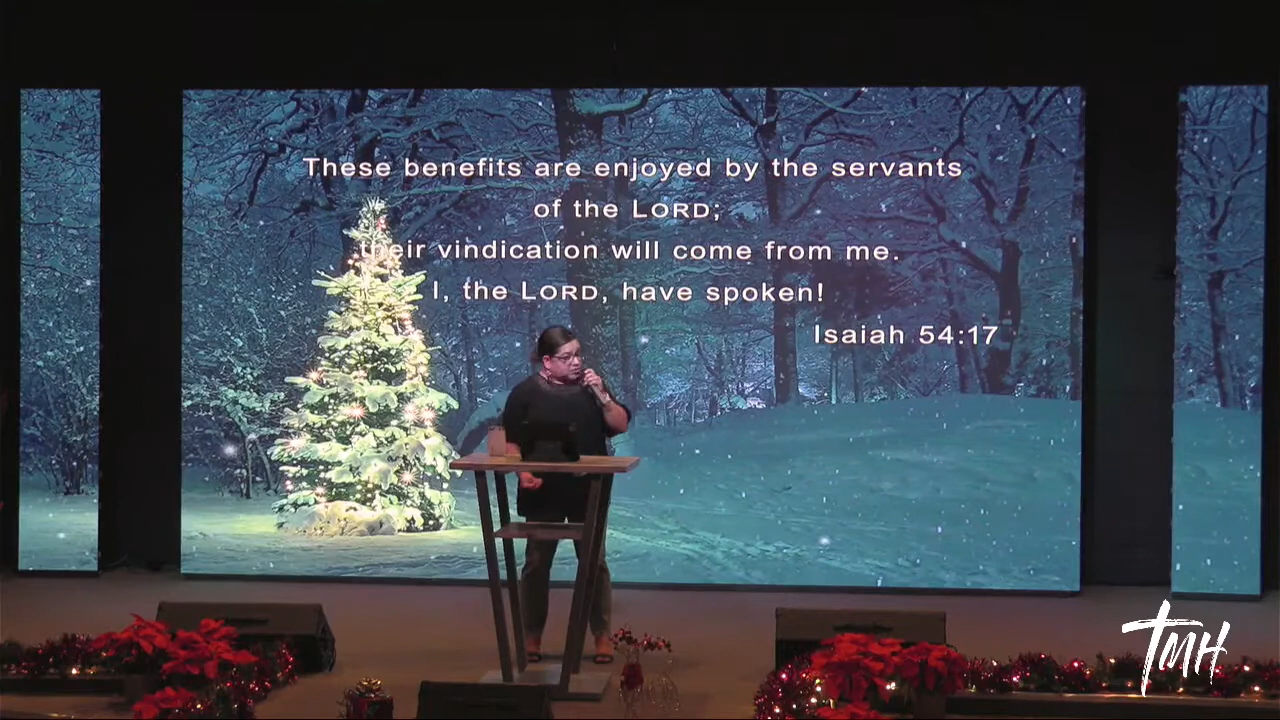 These benefits are enjoyed by the servants
of the LORD;
their vindication will come from me.
I, the LORD, have spoken!
Isaiah 54:17
TMH